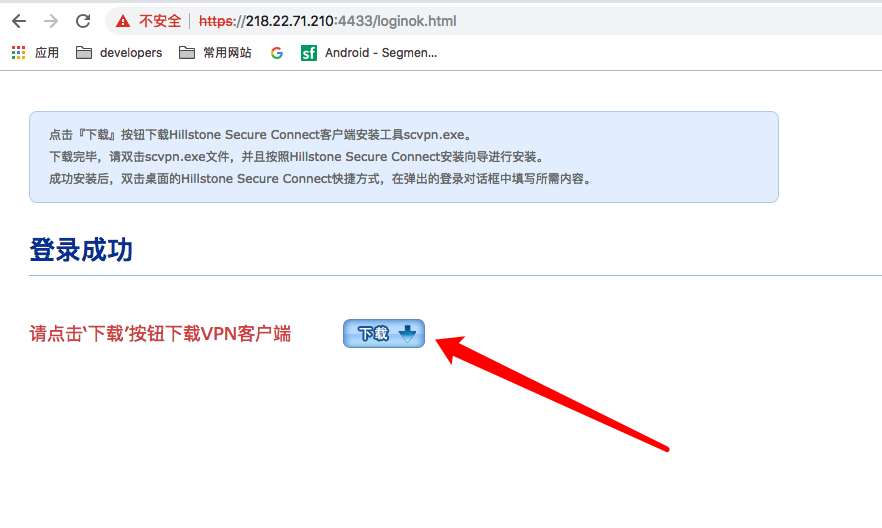 不安全 https://218.22.71.210:4433/loginok.html
应用 developers 常用网站 G sf Android - Segmen...
点击『下载』按钮下载Hillstone Secure Connect客户端安装工具scvpn.exe。
下载完毕，请双击scvpn.exe文件，并且按照Hillstone Secure Connect安装向导进行安装。
成功安装后，双击桌面的Hillstone Secure Connect快捷方式，在弹出的登录对话框中填写所需内容。
登录成功
请点击‘下载’按钮下载VPN客户端 下载